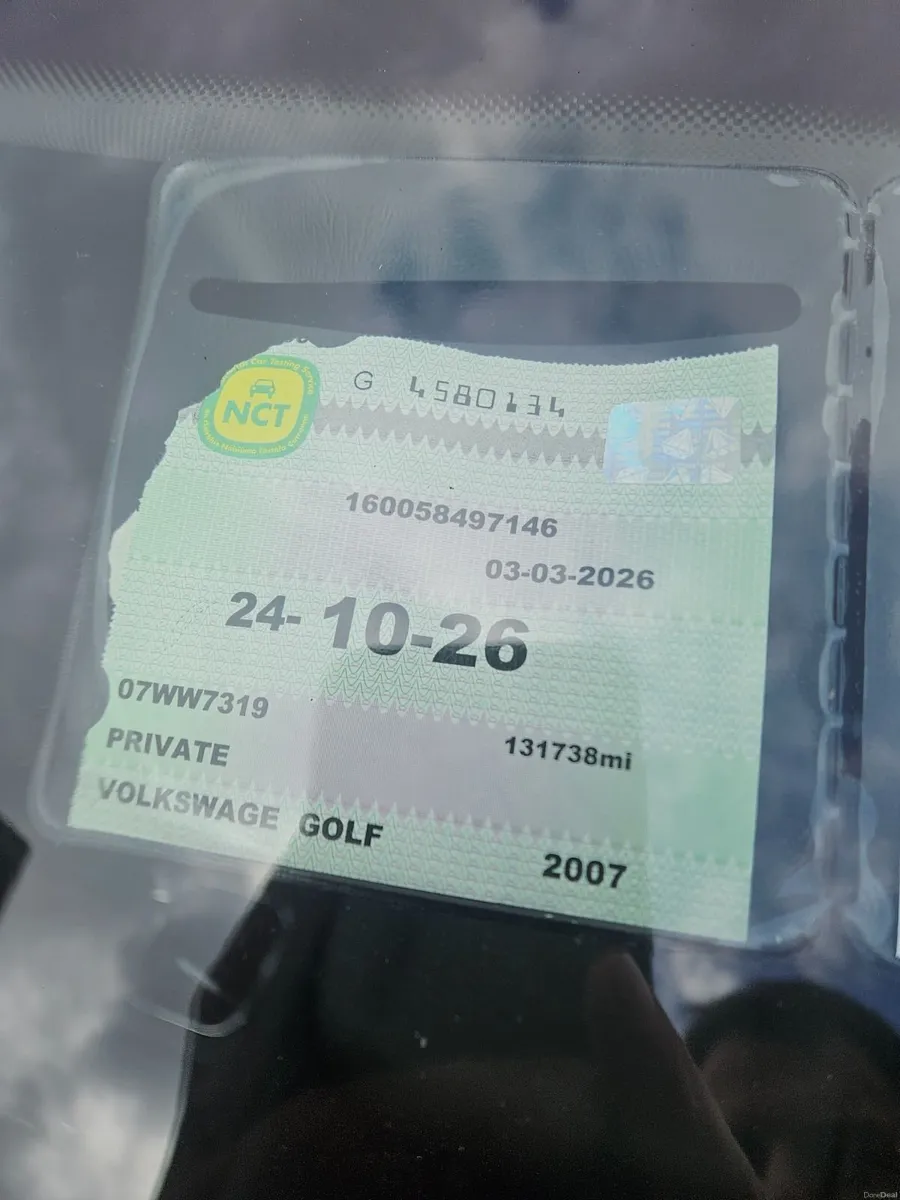 NCT
G 4580134
160058497146
03-03-2026
24-10-26
07WW7319
PRIVATE
131738mi
VOLKSWAGE GOLF
2007
DoneDeal